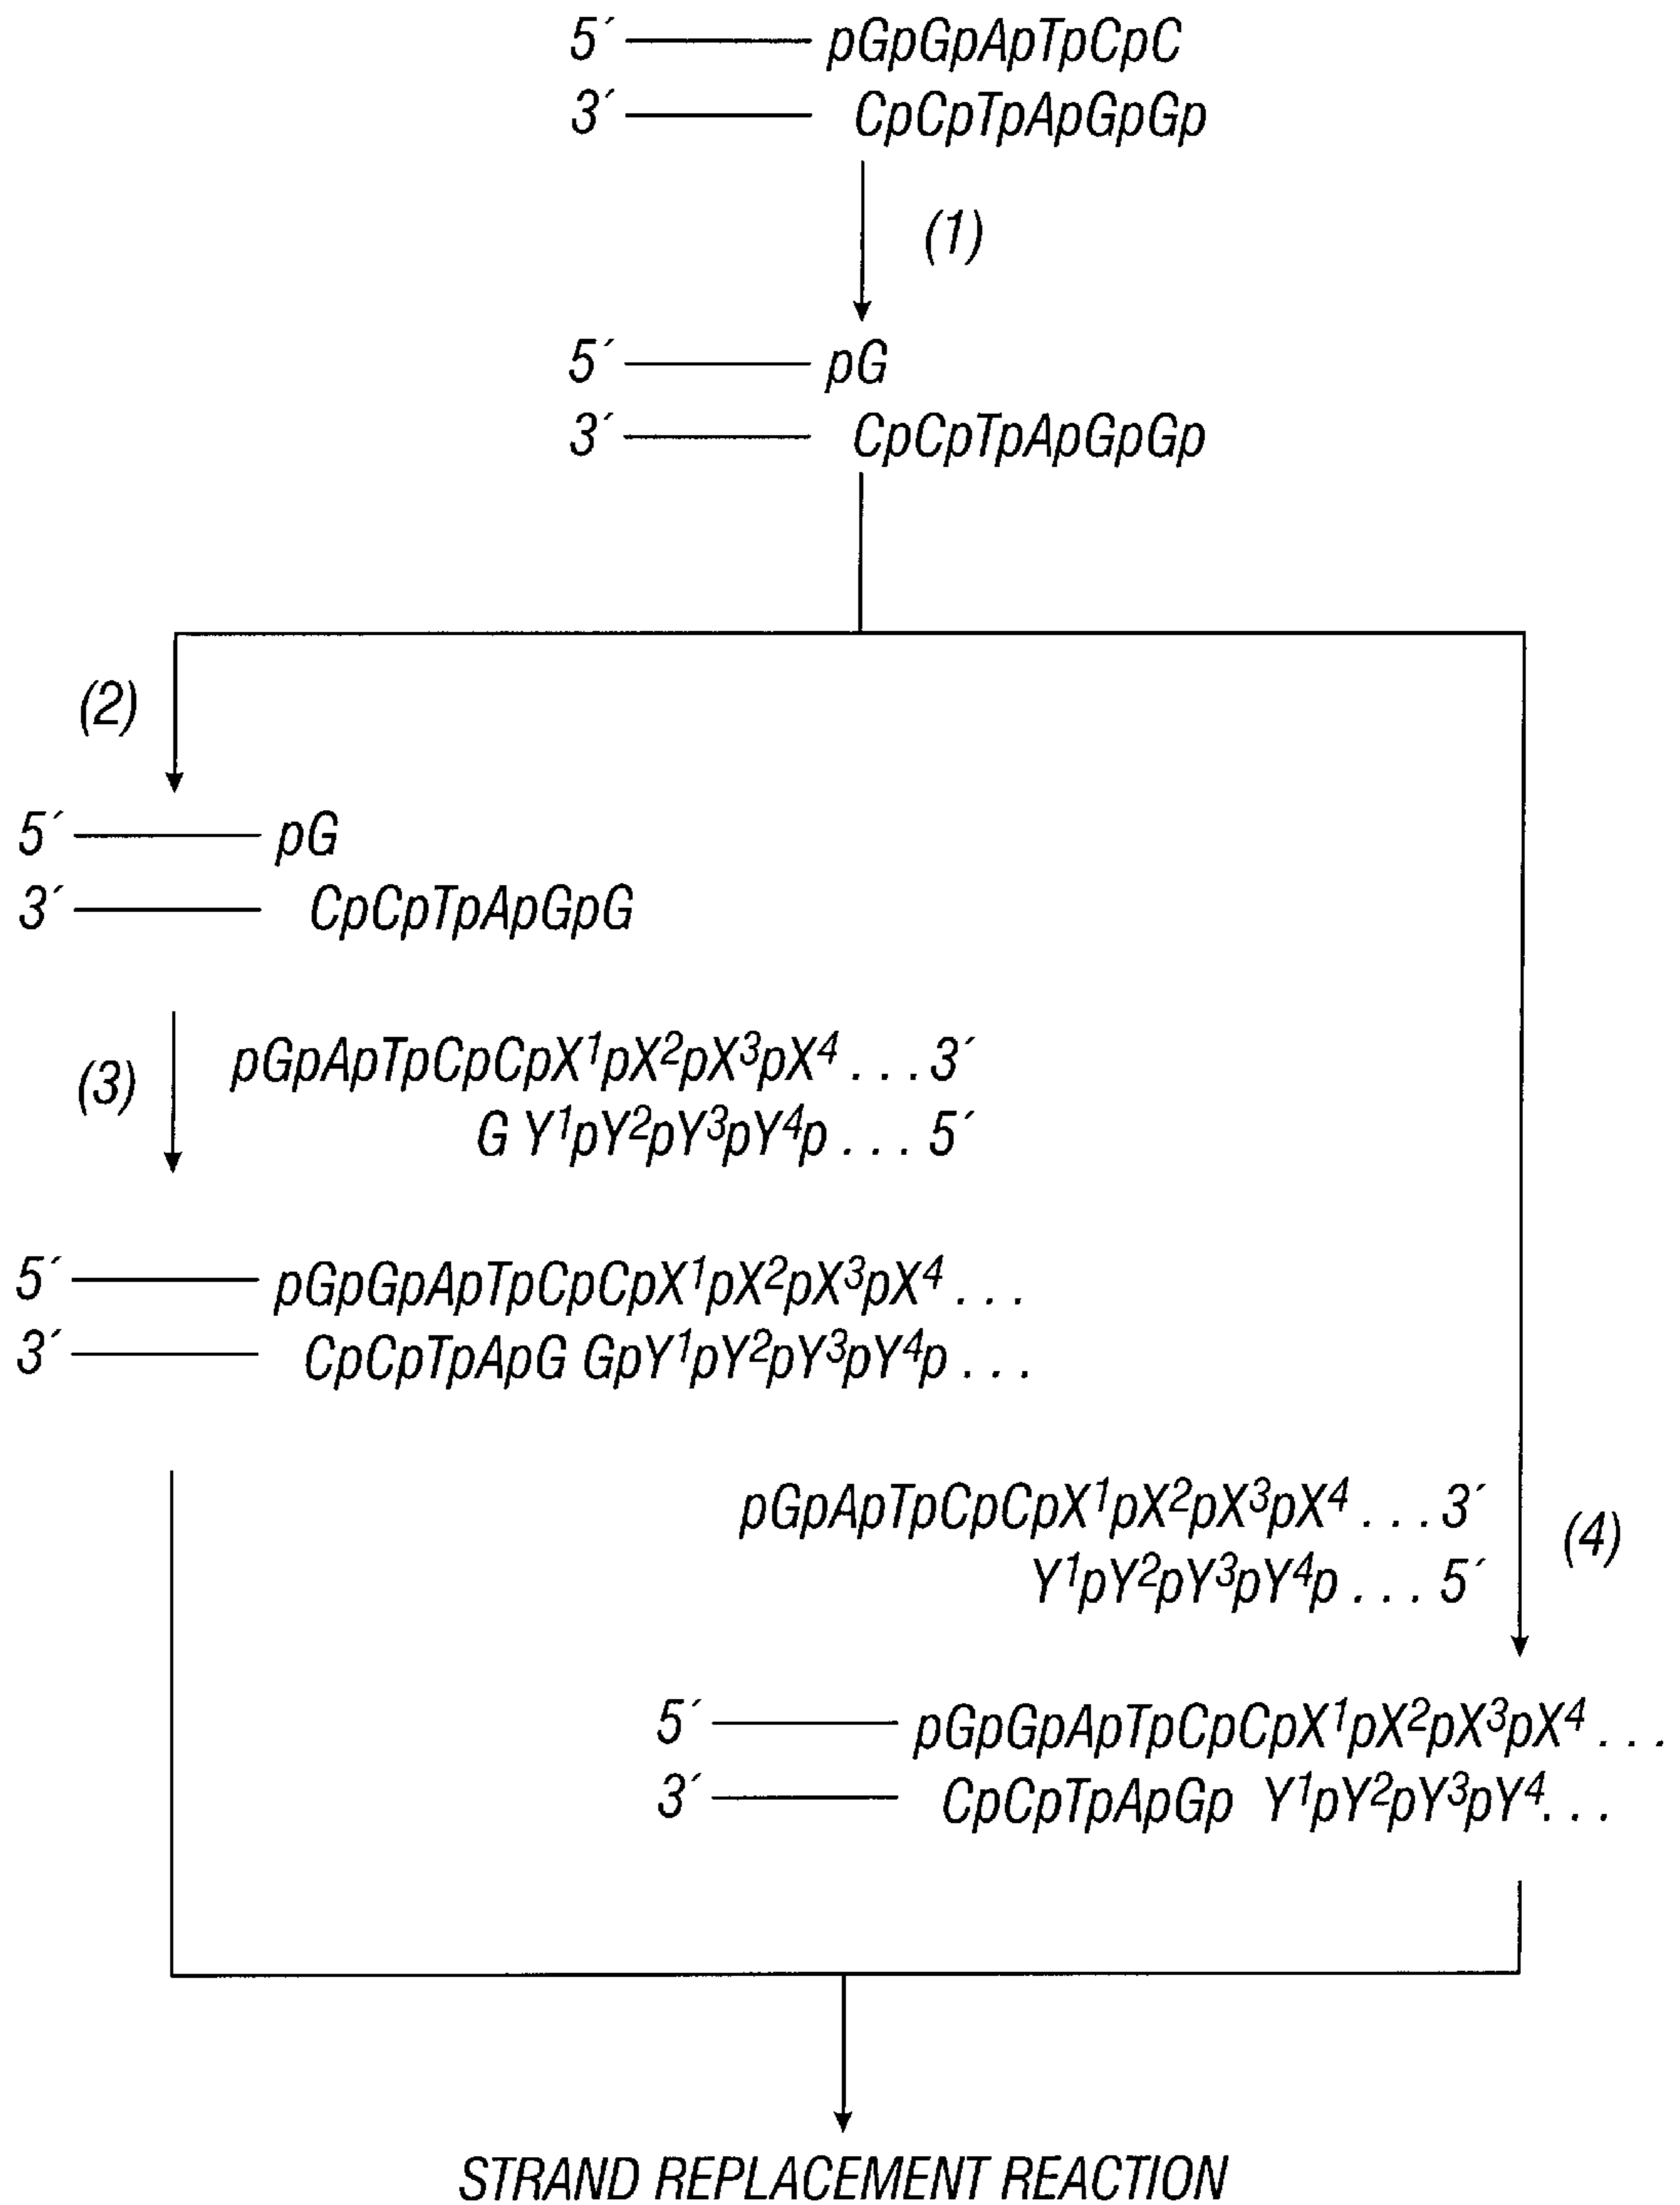 5´ pGpGpApTpCpC
3´ CpCpTpApGpGp
(1)
5´ pG
3´ CpCpTpApGpGp
(2)
5´ pG
3´ CpCpTpApGpG
(3)
pGpApTpCpCpX¹pX²pX³pX⁴ . . . 3´
G Y¹pY²pY³pY⁴p . . . 5´
5´ pGpGpApTpCpCpX¹pX²pX³pX⁴ . . .
3´ CpCpTpApG GpY¹pY²pY³pY⁴p . . .
pGpApTpCpCpX¹pX²pX³pX⁴ . . . 3´
(4)
Y¹pY²pY³pY⁴p . . . 5´
5´ pGpGpApTpCpCpX¹pX²pX³pX⁴ . . .
3´ CpCpTpApGp Y¹pY²pY³pY⁴. . .
STRAND REPLACEMENT REACTION